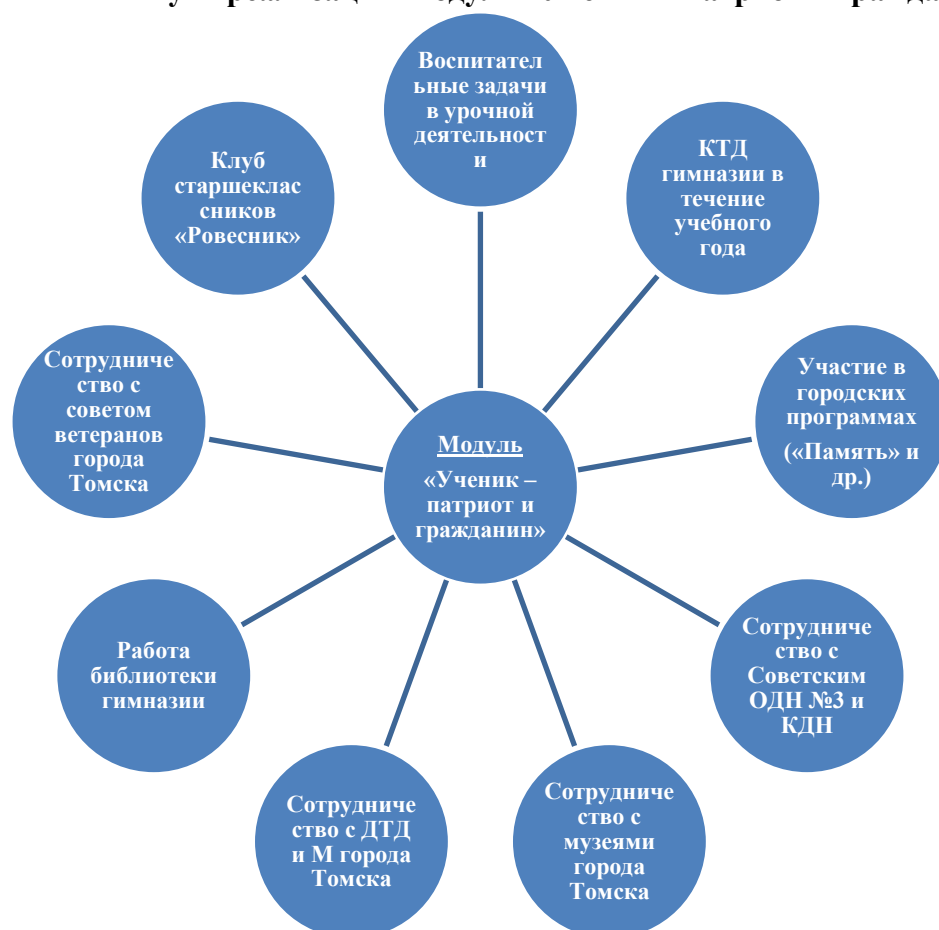 Воспитател
ьные задачи
в урочной
деятельност
и
КТД
гимназии в
течение
учебного
года
Участие в
городских
программах
(«Память» и
др.)
Сотрудниче
ство с
Советским
ОДН №3 и
КДН
Сотрудниче
ство с
музеями
города
Томска
Сотрудниче
ство с ДТД
и М города
Томска
Работа
библиотеки
гимназии
Сотрудниче
ство с
советом
ветеранов
города
Томска
Клуб
старшеклас
сников
«Ровесник»
Модуль
«Ученик –
патриот и
гражданин»